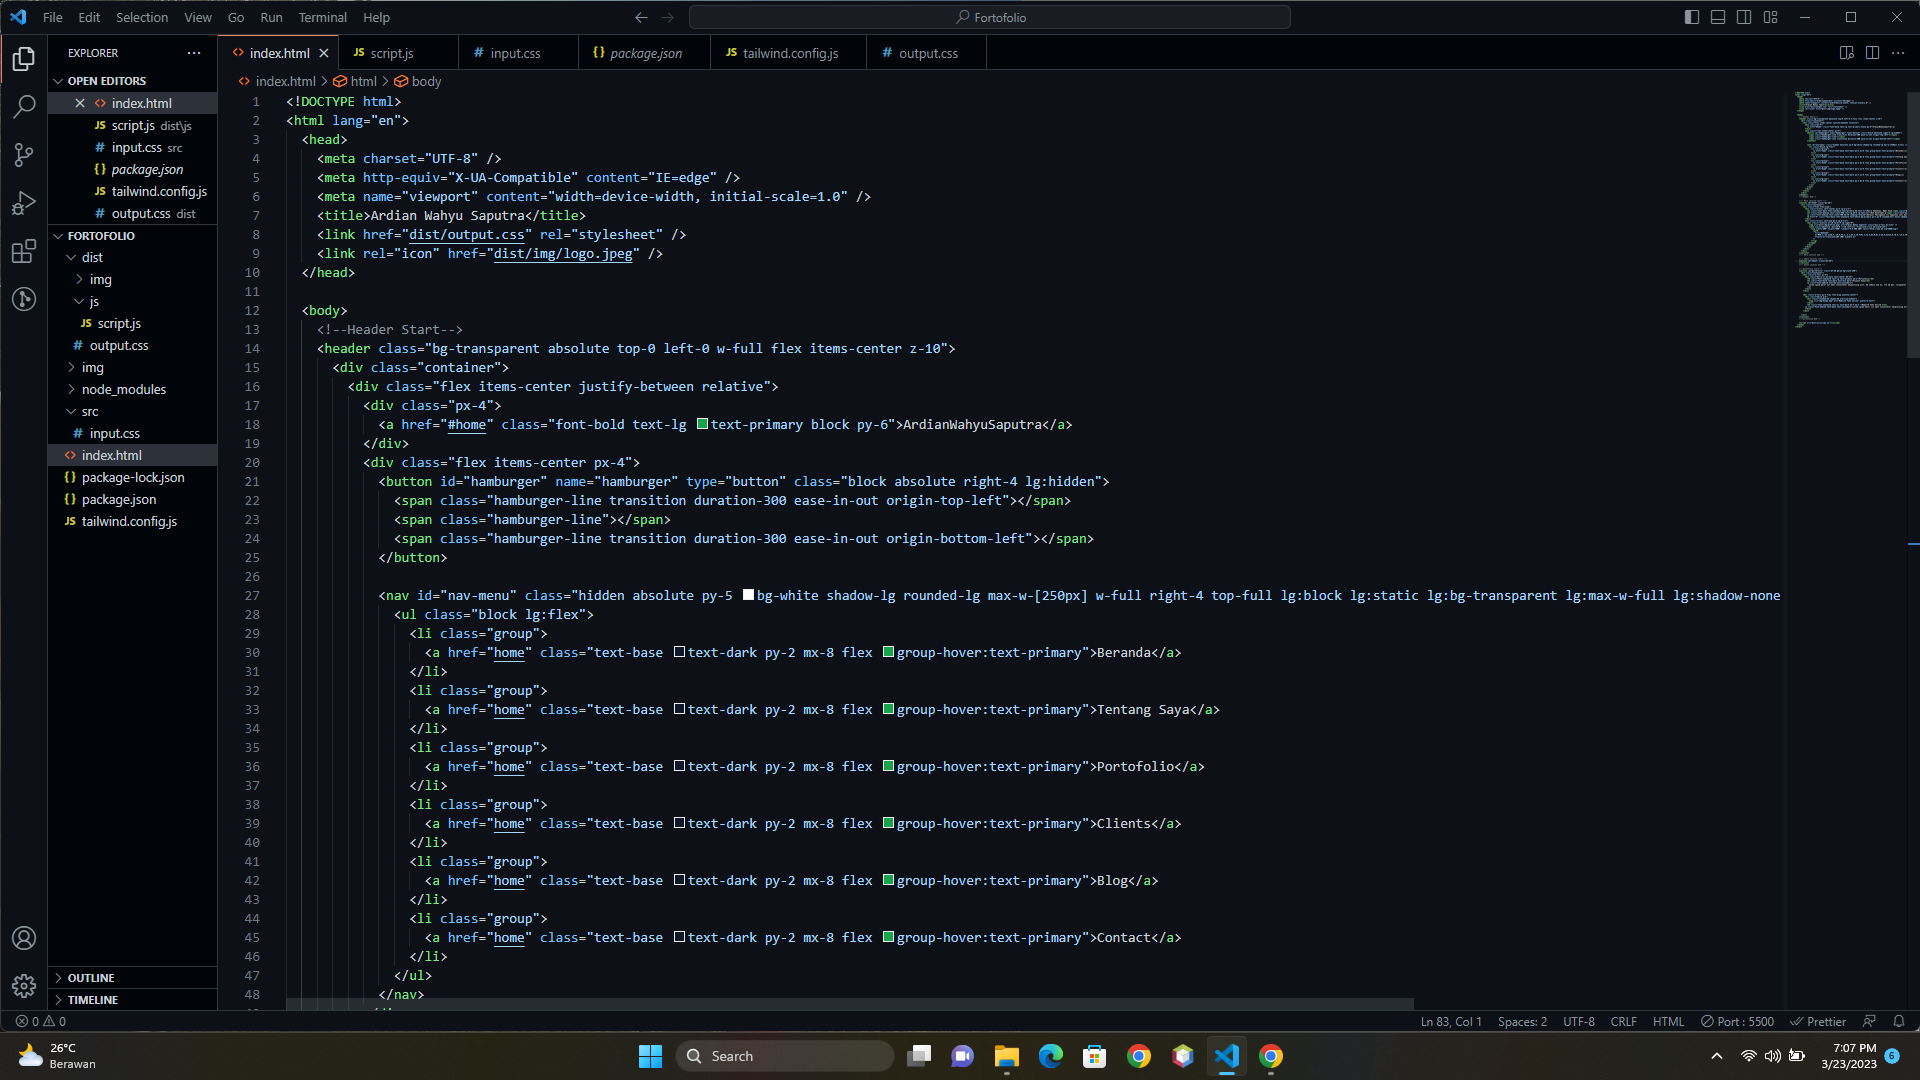 File Edit Selection View Go Run Terminal Help
Fortofolio
EXPLORER
OPEN EDITORS
index.html
script.js dist\js
input.css src
package.json
tailwind.config.js
output.css dist
FORTOFOLIO
dist
img
js
script.js
output.css
img
node_modules
src
input.css
index.html
package-lock.json
package.json
tailwind.config.js
OUTLINE
TIMELINE
index.html script.js input.css package.json tailwind.config.js output.css
index.html > html > body
1 <!DOCTYPE html>
2 <html lang="en">
3 <head>
4 <meta charset="UTF-8" />
5 <meta http-equiv="X-UA-Compatible" content="IE=edge" />
6 <meta name="viewport" content="width=device-width, initial-scale=1.0" />
7 <title>Ardian Wahyu Saputra</title>
8 <link href="dist/output.css" rel="stylesheet" />
9 <link rel="icon" href="dist/img/logo.jpeg" />
10 </head>
11
12 <body>
13 <!--Header Start-->
14 <header class="bg-transparent absolute top-0 left-0 w-full flex items-center z-10">
15 <div class="container">
16 <div class="flex items-center justify-between relative">
17 <div class="px-4">
18 <a href="#home" class="font-bold text-lg text-primary block py-6">ArdianWahyuSaputra</a>
19 </div>
20 <div class="flex items-center px-4">
21 <button id="hamburger" name="hamburger" type="button" class="block absolute right-4 lg:hidden">
22 <span class="hamburger-line transition duration-300 ease-in-out origin-top-left"></span>
23 <span class="hamburger-line"></span>
24 <span class="hamburger-line transition duration-300 ease-in-out origin-bottom-left"></span>
25 </button>
26
27 <nav id="nav-menu" class="hidden absolute py-5 bg-white shadow-lg rounded-lg max-w-[250px] w-full right-4 top-full lg:block lg:static lg:bg-transparent lg:max-w-full lg:shadow-none
28 <ul class="block lg:flex">
29 <li class="group">
30 <a href="home" class="text-base text-dark py-2 mx-8 flex group-hover:text-primary">Beranda</a>
31 </li>
32 <li class="group">
33 <a href="home" class="text-base text-dark py-2 mx-8 flex group-hover:text-primary">Tentang Saya</a>
34 </li>
35 <li class="group">
36 <a href="home" class="text-base text-dark py-2 mx-8 flex group-hover:text-primary">Portofolio</a>
37 </li>
38 <li class="group">
39 <a href="home" class="text-base text-dark py-2 mx-8 flex group-hover:text-primary">Clients</a>
40 </li>
41 <li class="group">
42 <a href="home" class="text-base text-dark py-2 mx-8 flex group-hover:text-primary">Blog</a>
43 </li>
44 <li class="group">
45 <a href="home" class="text-base text-dark py-2 mx-8 flex group-hover:text-primary">Contact</a>
46 </li>
47 </ul>
48 </nav>
0 0
Ln 83, Col 1 Spaces: 2 UTF-8 CRLF HTML Port : 5500 Prettier
26°C
Berawan
Search
7:07 PM
3/23/2023
6